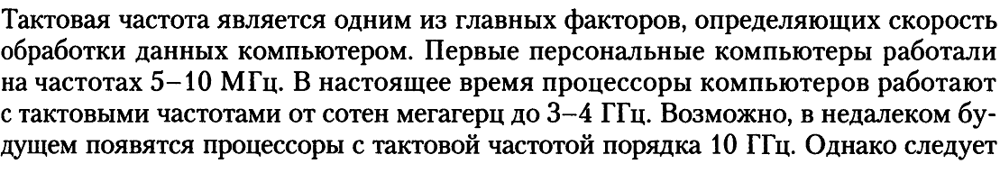 Тактовая частота является одним из главных факторов, определяющих скорость
обработки данных компьютером. Первые персональные компьютеры работали
на частотах 5–10 МГц. В настоящее время процессоры компьютеров работают
с тактовыми частотами от сотен мегагерц до 3–4 ГГц. Возможно, в недалеком бу-
дущем появятся процессоры с тактовой частотой порядка 10 ГГц. Однако следует